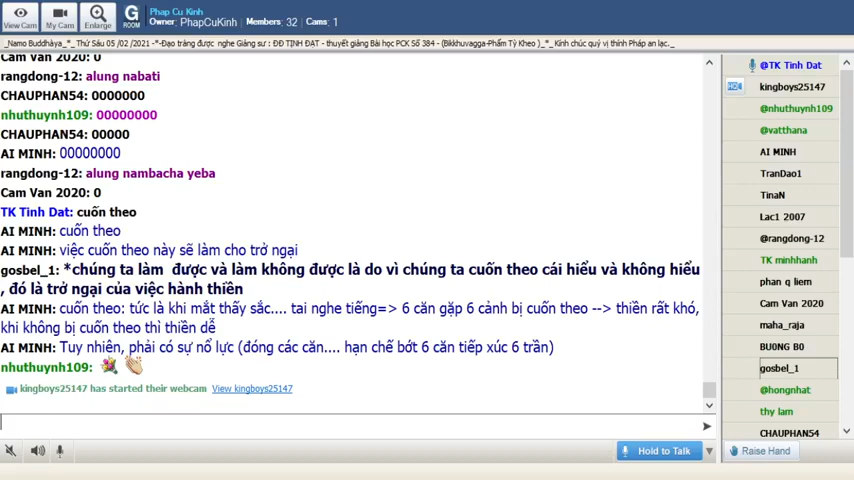 View Cam
My Cam
Enlarge
G
ROOM
Phap Cu Kinh
Owner: PhapCuKinh | Members: 32 | Cams: 1
_Namo Buddhàya_*_ Thứ Sáu 05 /02 /2021 -*-Đạo tràng được nghe Giảng sư : ĐĐ TỊNH ĐẠT - thuyết giảng Bài học PCK Số 384 - (Bikkhuvagga-Phẩm Tỳ Kheo )_*_ Kính chúc quý vị thính Pháp an lạc._
Cam Van 2020: 0
rangdong-12: alung nabati
CHAUPHAN54: 0000000
nhuthuynh109: 00000000
CHAUPHAN54: 00000
AI MINH: 00000000
rangdong-12: alung nambacha yeba
Cam Van 2020: 0
TK Tinh Dat: cuốn theo
AI MINH: cuốn theo
AI MINH: việc cuốn theo này sẽ làm cho trở ngại
gosbel_1: *chúng ta làm được và làm không được là do vì chúng ta cuốn theo cái hiểu và không hiểu
, đó là trở ngại của việc hành thiền
AI MINH: cuốn theo: tức là khi mắt thấy sắc.... tai nghe tiếng=> 6 căn gặp 6 cảnh bị cuốn theo --> thiền rất khó,
khi không bị cuốn theo thì thiền dễ
AI MINH: Tuy nhiên, phải có sự nổ lực (đóng các căn.... hạn chế bớt 6 căn tiếp xúc 6 trần)
nhuthuynh109:
kingboys25147 has started their webcam View kingboys25147
Hold to Talk
@TK Tinh Dat
HD
kingboys25147
@nhuthuynh109
@vatthana
AI MINH
TranDao1
TinaN
Lac1 2007
@rangdong-12
TK minhhanh
phan q liem
Cam Van 2020
maha_raja
BU0NG B0
gosbel_1
@hongnhat
thy lam
CHAUPHAN54
Raise Hand